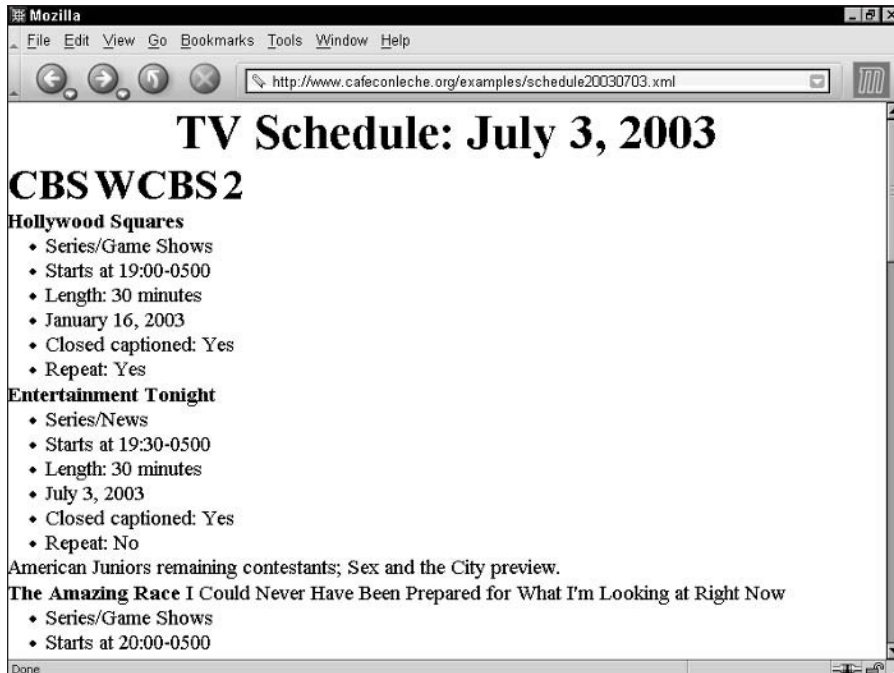 Mozilla
File Edit View Go Bookmarks Tools Window Help
http://www.cafeconleche.org/examples/schedule20030703.xml
TV Schedule: July 3, 2003
CBS WCBS 2
Hollywood Squares
• Series/Game Shows
• Starts at 19:00-0500
• Length: 30 minutes
• January 16, 2003
• Closed captioned: Yes
• Repeat: Yes
Entertainment Tonight
• Series/News
• Starts at 19:30-0500
• Length: 30 minutes
• July 3, 2003
• Closed captioned: Yes
• Repeat: No
American Juniors remaining contestants; Sex and the City preview.
The Amazing Race I Could Never Have Been Prepared for What I'm Looking at Right Now
• Series/Game Shows
• Starts at 20:00-0500
Done